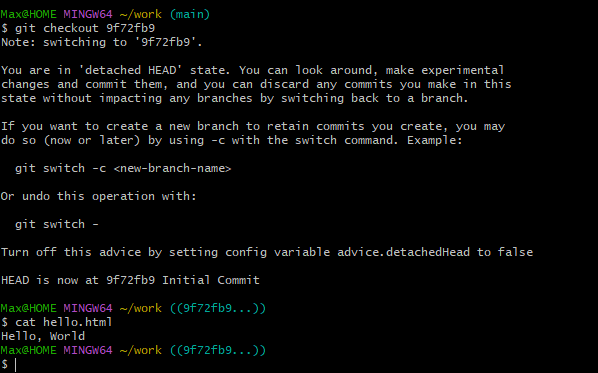 Max@HOME MINGW64 ~/work (main)
$ git checkout 9f72fb9
Note: switching to '9f72fb9'.

You are in 'detached HEAD' state. You can look around, make experimental
changes and commit them, and you can discard any commits you make in this
state without impacting any branches by switching back to a branch.

If you want to create a new branch to retain commits you create, you may
do so (now or later) by using -c with the switch command. Example:

  git switch -c <new-branch-name>

Or undo this operation with:

  git switch -

Turn off this advice by setting config variable advice.detachedHead to false

HEAD is now at 9f72fb9 Initial Commit

Max@HOME MINGW64 ~/work ((9f72fb9...))
$ cat hello.html
Hello, World
Max@HOME MINGW64 ~/work ((9f72fb9...))
$